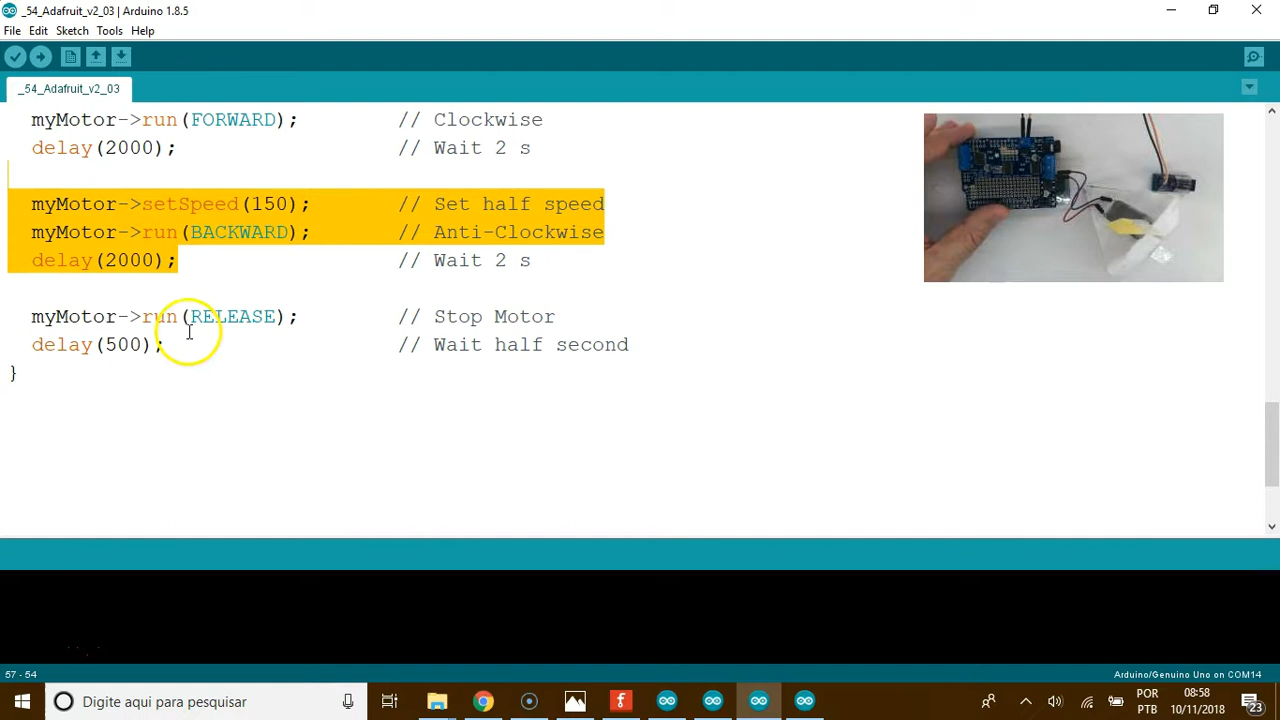 _54_Adafruit_v2_03 | Arduino 1.8.5
File Edit Sketch Tools Help
_54_Adafruit_v2_03
myMotor->run(FORWARD); // Clockwise
delay(2000); // Wait 2 s
myMotor->setSpeed(150); // Set half speed
myMotor->run(BACKWARD); // Anti-Clockwise
delay(2000); // Wait 2 s
myMotor->run(RELEASE); // Stop Motor
delay(500); // Wait half second
}
57 - 54
Arduino/Genuino Uno on COM14
Digite aqui para pesquisar
POR
PTB
08:58
10/11/2018
23